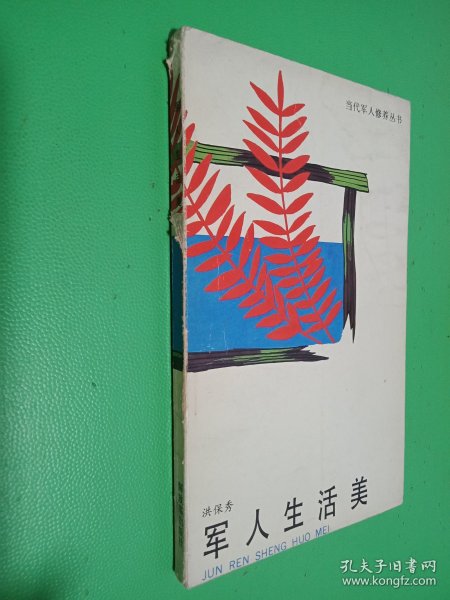 当代军人修养丛书
洪保秀
军人生活美
JUN REN SHENG HUO MEI
孔夫子旧书网
www.kongfz.com